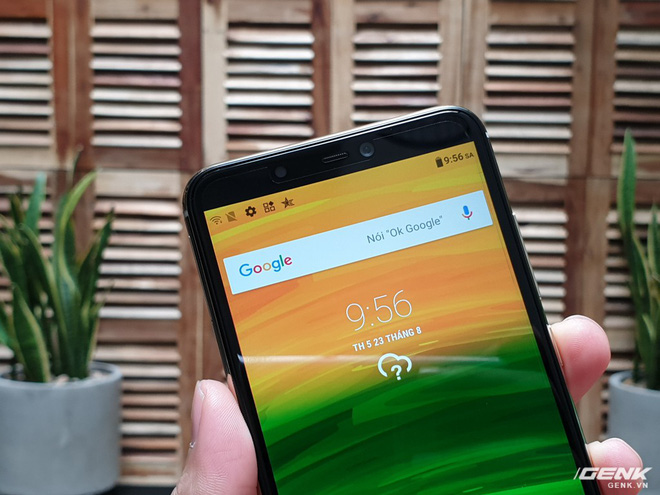 9:56 SA
Google Nói "Ok Google"
9:56
TH 5 23 THÁNG 8
?
GENK
GENK.VN